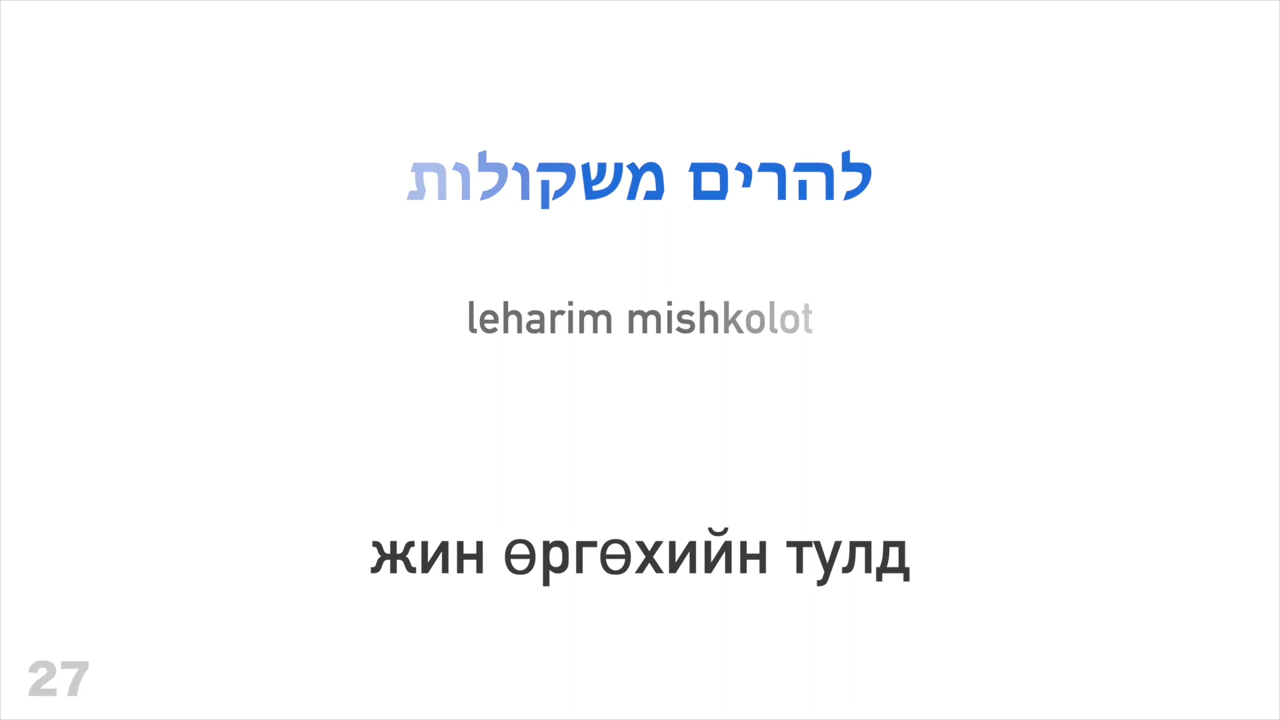 להרים משקולות
leharim mishkolot
жин өргөхийн тулд
27